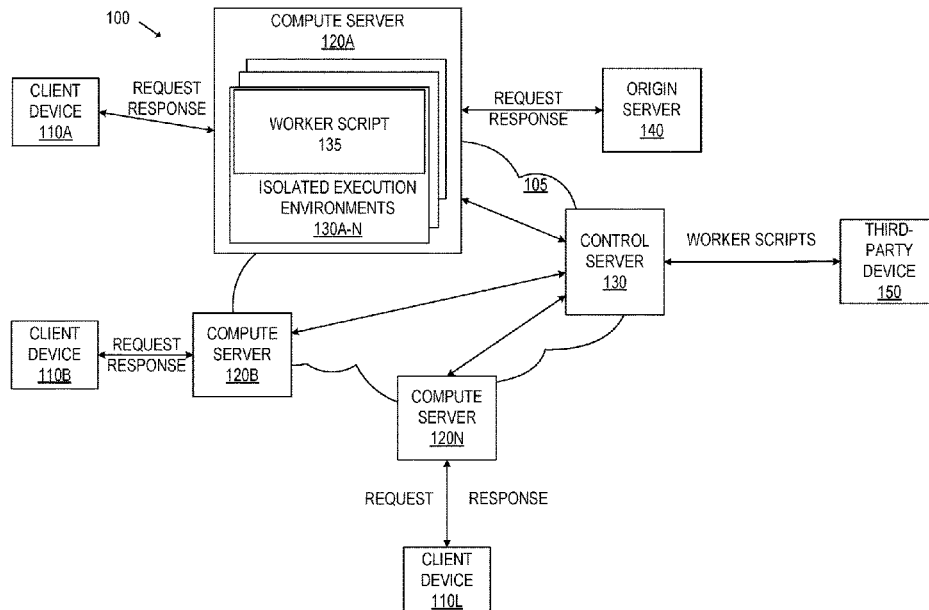 100
COMPUTE SERVER
120A
CLIENT
DEVICE
110A
REQUEST
RESPONSE
WORKER SCRIPT
135
ISOLATED EXECUTION
ENVIRONMENTS
130A-N
REQUEST
RESPONSE
ORIGIN
SERVER
140
105
CONTROL
SERVER
130
WORKER SCRIPTS
THIRD-
PARTY
DEVICE
150
CLIENT
DEVICE
110B
REQUEST
RESPONSE
COMPUTE
SERVER
120B
COMPUTE
SERVER
120N
REQUEST
RESPONSE
CLIENT
DEVICE
110L